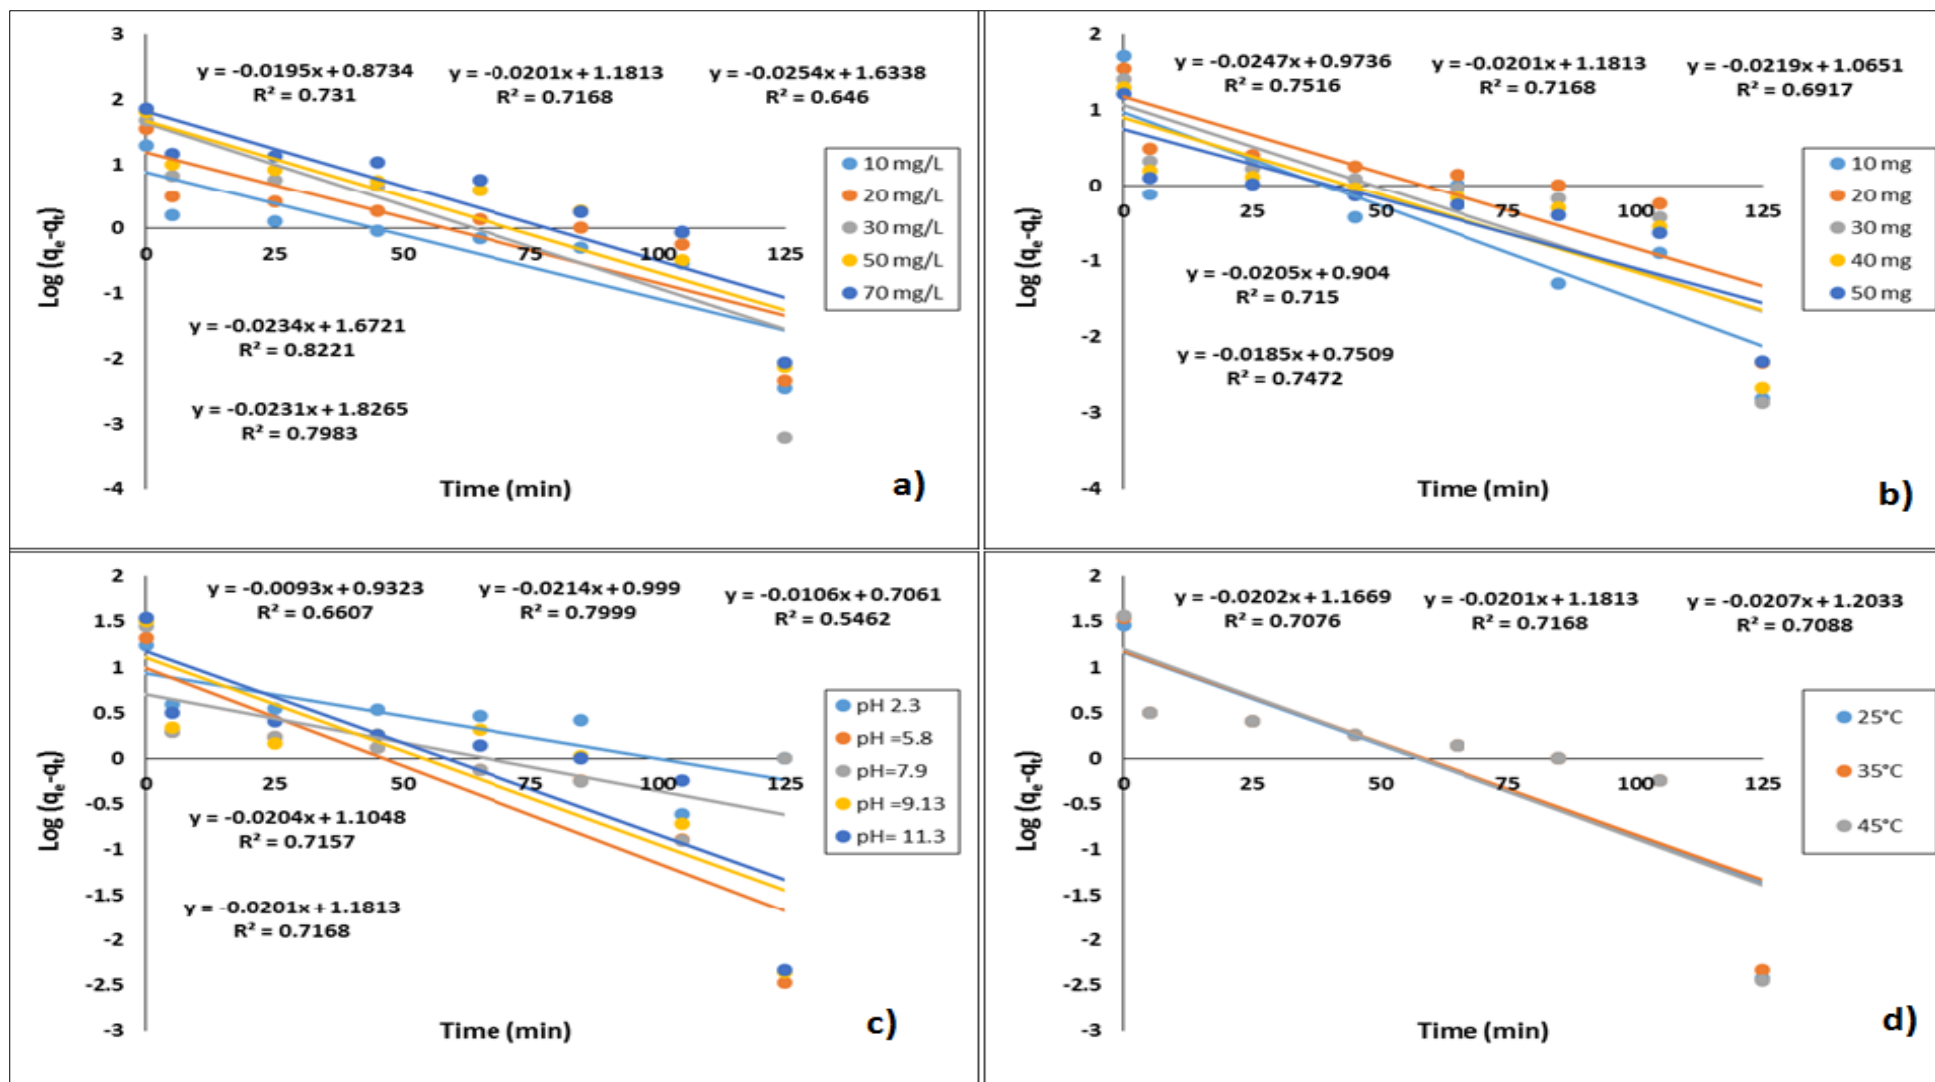 3
2
1
0
-1
-2
-3
-4
Log (qe-qt)
y = -0.0195x + 0.8734
R² = 0.731
y = -0.0201x + 1.1813
R² = 0.7168
y = -0.0254x + 1.6338
R² = 0.646
y = -0.0234x + 1.6721
R² = 0.8221
y = -0.0231x + 1.8265
R² = 0.7983
0
25
50
75
100
125
10 mg/L
20 mg/L
30 mg/L
50 mg/L
70 mg/L
Time (min)
a)
2
1
0
-1
-2
-3
-4
Log (qe-qt)
y = -0.0247x + 0.9736
R² = 0.7516
y = -0.0201x + 1.1813
R² = 0.7168
y = -0.0219x + 1.0651
R² = 0.6917
y = -0.0205x + 0.904
R² = 0.715
y = -0.0185x + 0.7509
R² = 0.7472
0
25
50
75
100
125
10 mg
20 mg
30 mg
40 mg
50 mg
Time (min)
b)
2
1.5
1
0.5
0
-0.5
-1
-1.5
-2
-2.5
-3
Log (qe-qt)
y = -0.0093x + 0.9323
R² = 0.6607
y = -0.0214x + 0.999
R² = 0.7999
y = -0.0106x + 0.7061
R² = 0.5462
y = -0.0204x + 1.1048
R² = 0.7157
y = -0.0201x + 1.1813
R² = 0.7168
0
25
50
75
100
125
pH 2.3
pH =5.8
pH=7.9
pH =9.13
pH= 11.3
Time (min)
c)
2
1.5
1
0.5
0
-0.5
-1
-1.5
-2
-2.5
-3
Log (qe-qt)
y = -0.0202x + 1.1669
R² = 0.7076
y = -0.0201x + 1.1813
R² = 0.7168
y = -0.0207x + 1.2033
R² = 0.7088
0
25
50
75
100
125
25°C
35°C
45°C
Time (min)
d)